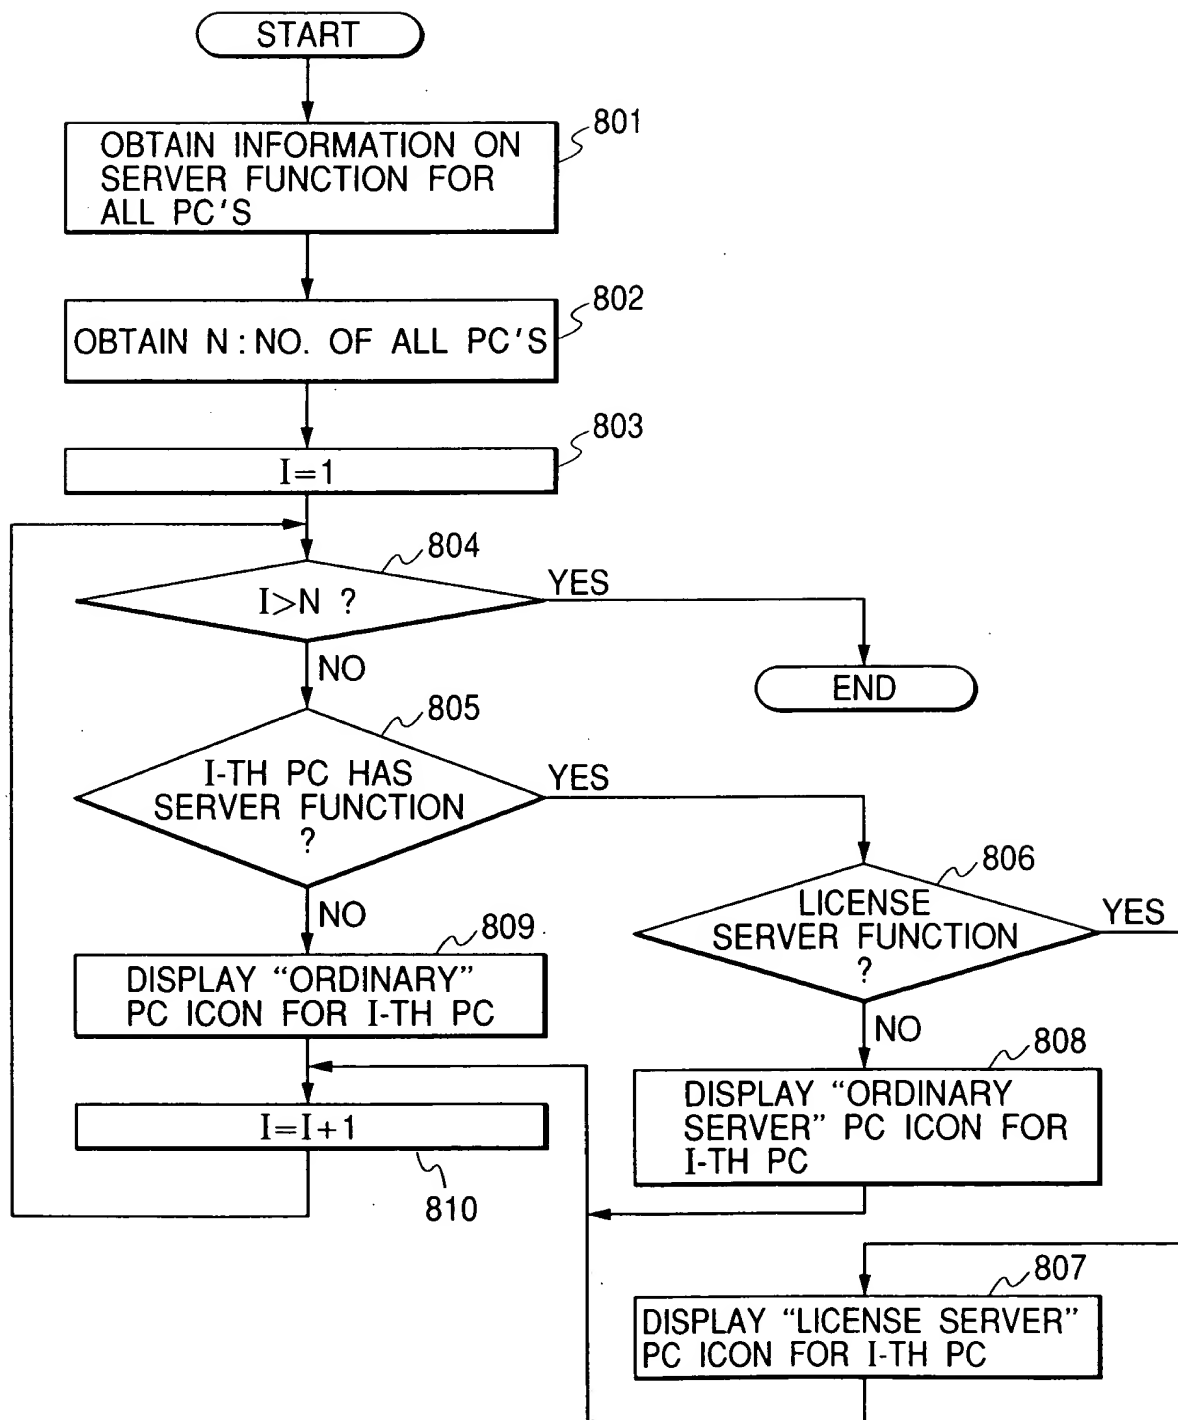 START
801
OBTAIN INFORMATION ON
SERVER FUNCTION FOR
ALL PC'S
802
OBTAIN N : NO. OF ALL PC'S
803
I=1
804
I>N ?
YES
NO
END
805
I-TH PC HAS
SERVER FUNCTION
?
YES
NO
806
LICENSE
SERVER FUNCTION
?
YES
NO
809
DISPLAY “ORDINARY”
PC ICON FOR I-TH PC
808
DISPLAY “ORDINARY
SERVER” PC ICON FOR
I-TH PC
I=I+1
810
807
DISPLAY “LICENSE SERVER”
PC ICON FOR I-TH PC